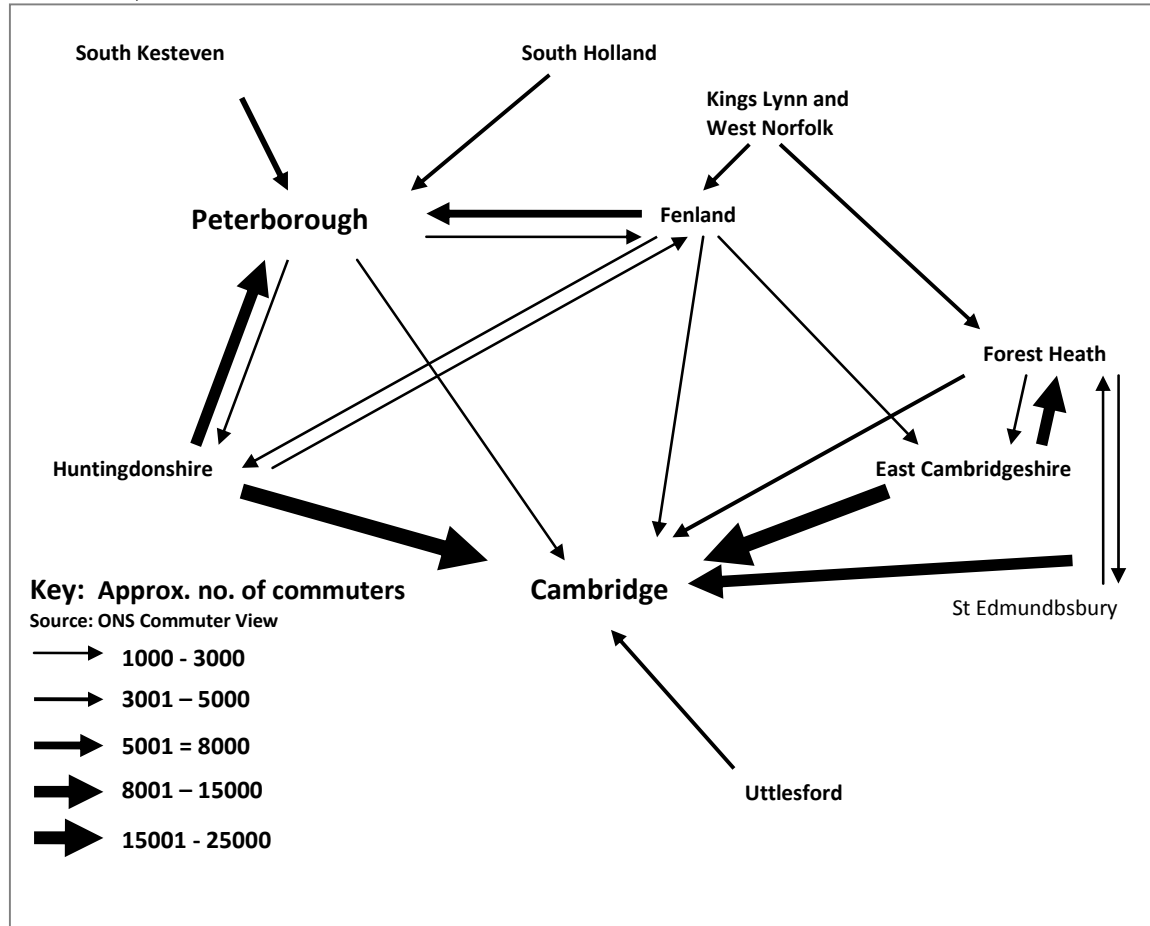 South Kesteven
South Holland
Kings Lynn and
West Norfolk
Peterborough
Fenland
Forest Heath
Huntingdonshire
East Cambridgeshire
Cambridge
St Edmundbsbury
Key: Approx. no. of commuters
Source: ONS Commuter View
1000 - 3000
3001 – 5000
5001 = 8000
8001 – 15000
15001 - 25000
Uttlesford